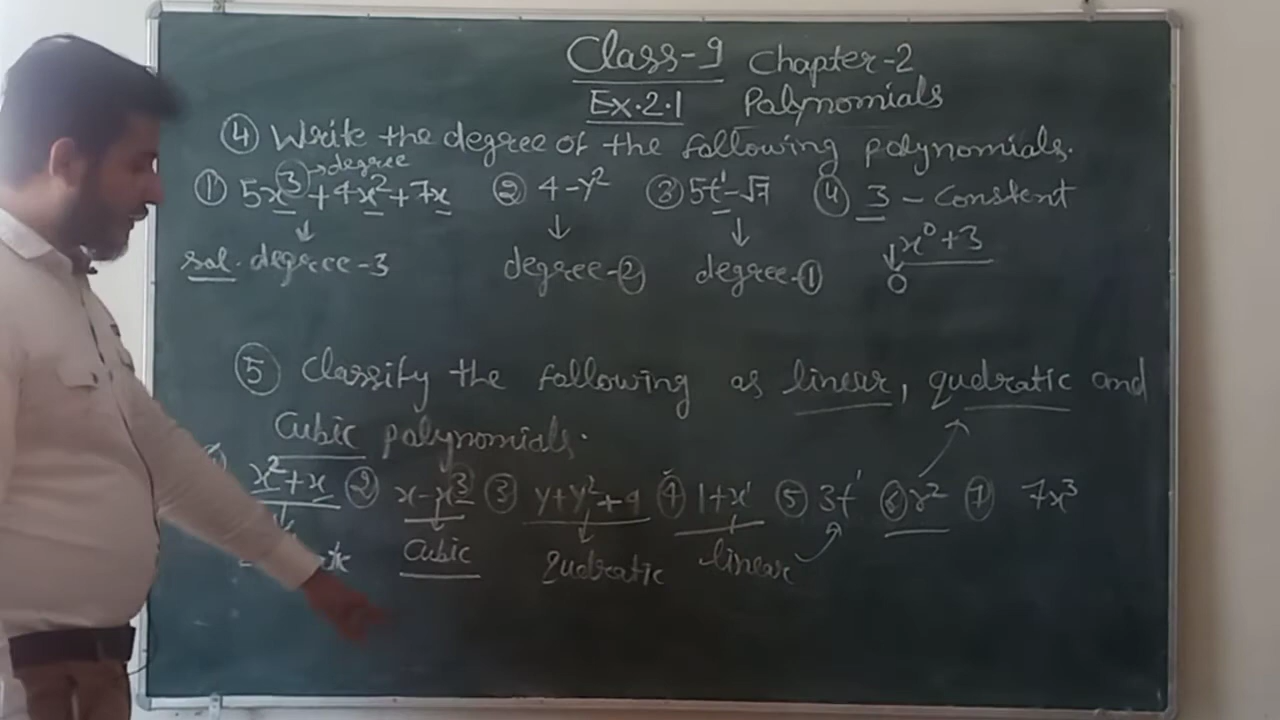 Class-9 Chapter-2
Ex.2.1 Polynomials
④ Write the degree of the following polynomials.
→degree
① 5x³+4x²+7x ② 4-y² ③ 5t¹-√7 ④ 3 - Constant
↓ ↓ ↓ ↓ x⁰+3
sol. degree-3 degree-② degree-① 0
⑤ Classify the following as linear, qudratic and
Cubic polynomials.
x²+x ② x-x³ ③ y+y²+4 ④ 1+x¹ ⑤ 3t¹ ⑥ r² ⑦ 7x³
Cubic quadratic linear